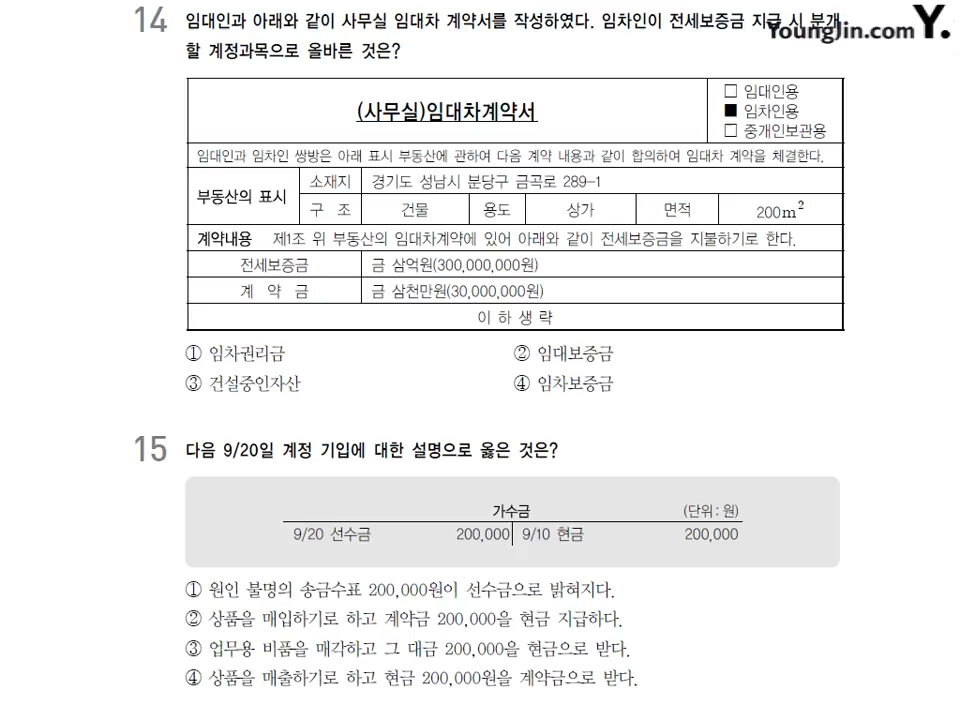 YoungJin.com Y.
14 임대인과 아래와 같이 사무실 임대차 계약서를 작성하였다. 임차인이 전세보증금 지급 시 분개
할 계정과목으로 올바른 것은?
(사무실)임대차계약서
□ 임대인용
■ 임차인용
□ 중개인보관용
임대인과 임차인 쌍방은 아래 표시 부동산에 관하여 다음 계약 내용과 같이 합의하여 임대차 계약을 체결한다.
부동산의 표시
소재지 경기도 성남시 분당구 금곡로 289-1
구 조 건물 용도 상가 면적 200m²
계약내용 제1조 위 부동산의 임대차계약에 있어 아래와 같이 전세보증금을 지불하기로 한다.
전세보증금 금 삼억원(300,000,000원)
계 약 금 금 삼천만원(30,000,000원)
이 하 생 략
① 임차권리금 ② 임대보증금
③ 건설중인자산 ④ 임차보증금
15 다음 9/20일 계정 기입에 대한 설명으로 옳은 것은?
가수금 (단위 : 원)
9/20 선수금 200,000 9/10 현금 200,000
① 원인 불명의 송금수표 200,000원이 선수금으로 밝혀지다.
② 상품을 매입하기로 하고 계약금 200,000을 현금 지급하다.
③ 업무용 비품을 매각하고 그 대금 200,000을 현금으로 받다.
④ 상품을 매출하기로 하고 현금 200,000원을 계약금으로 받다.